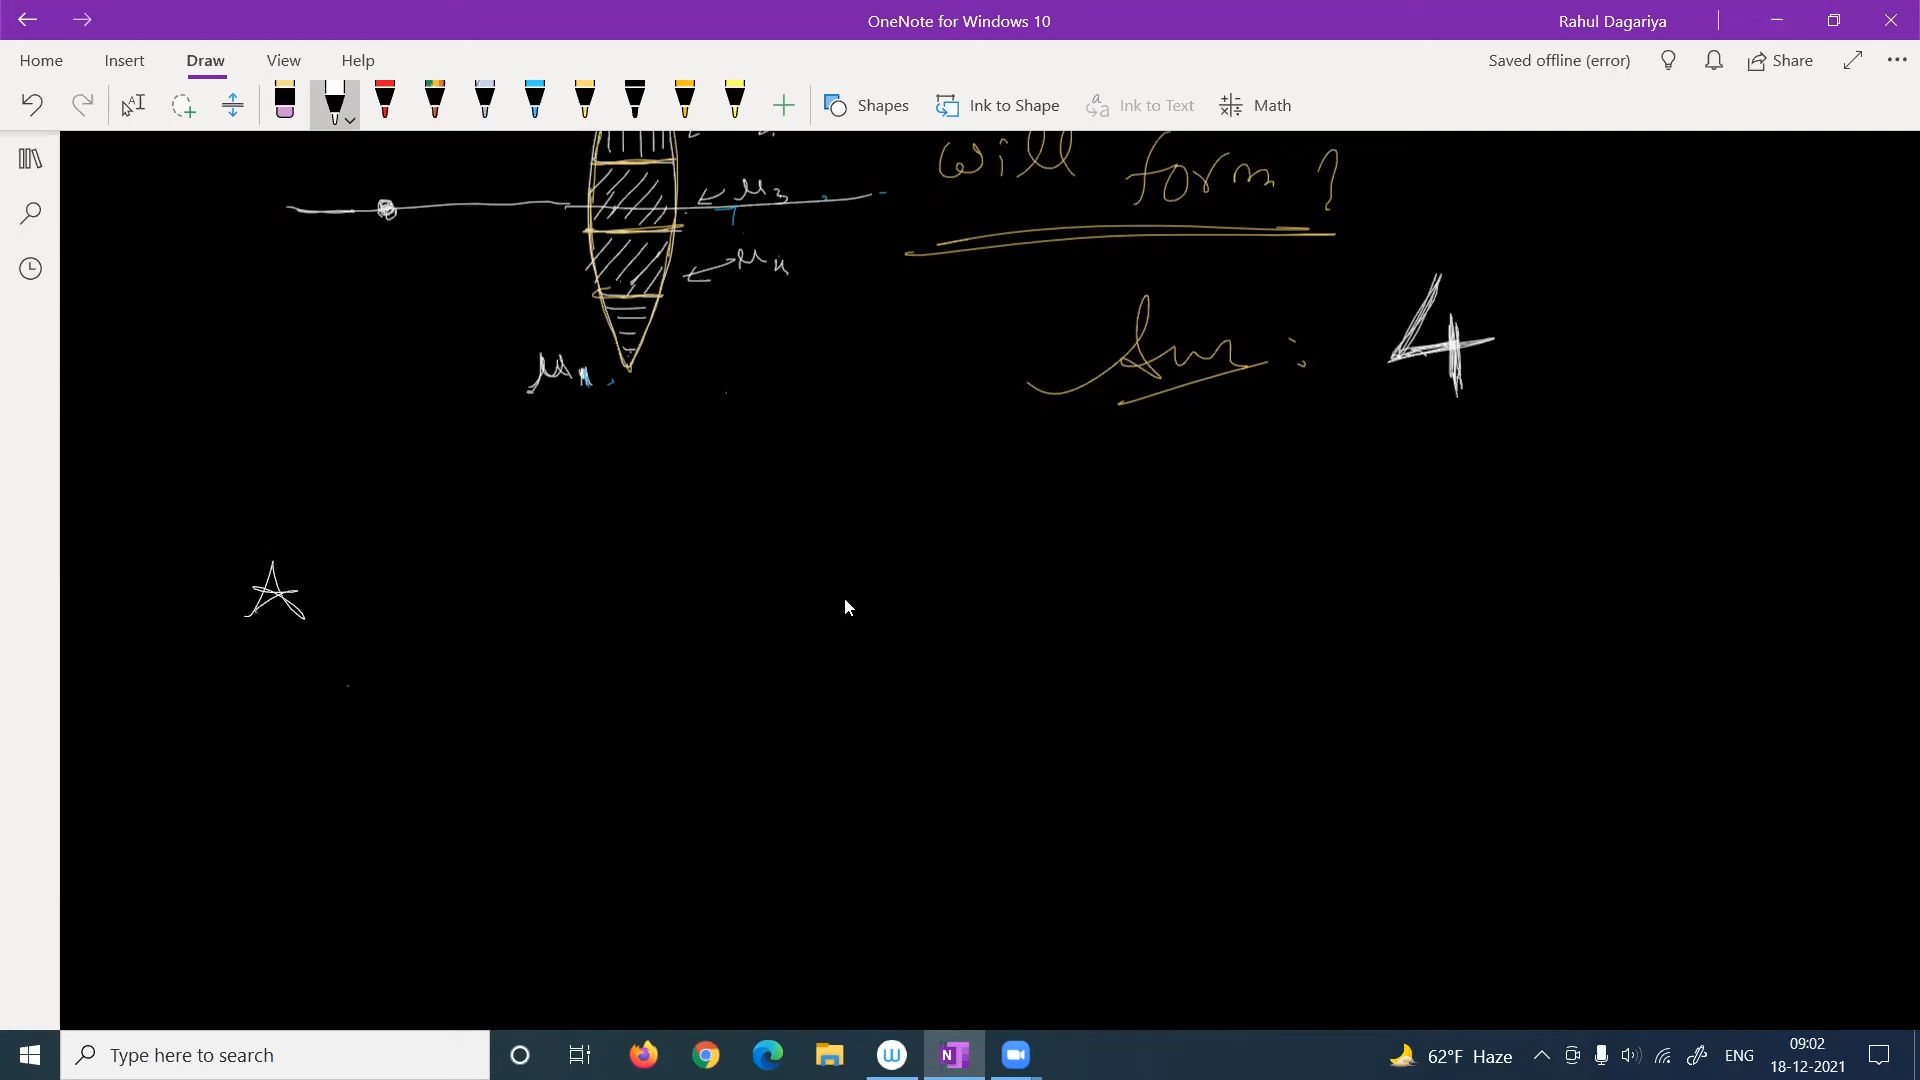 OneNote for Windows 10
Rahul Dagariya
Home Insert Draw View Help
Saved offline (error)
Share
Shapes
Ink to Shape
Ink to Text
Math
will form?
μ3
μ4
μ1
Ans: 4
Type here to search
62°F Haze
ENG
09:02
18-12-2021